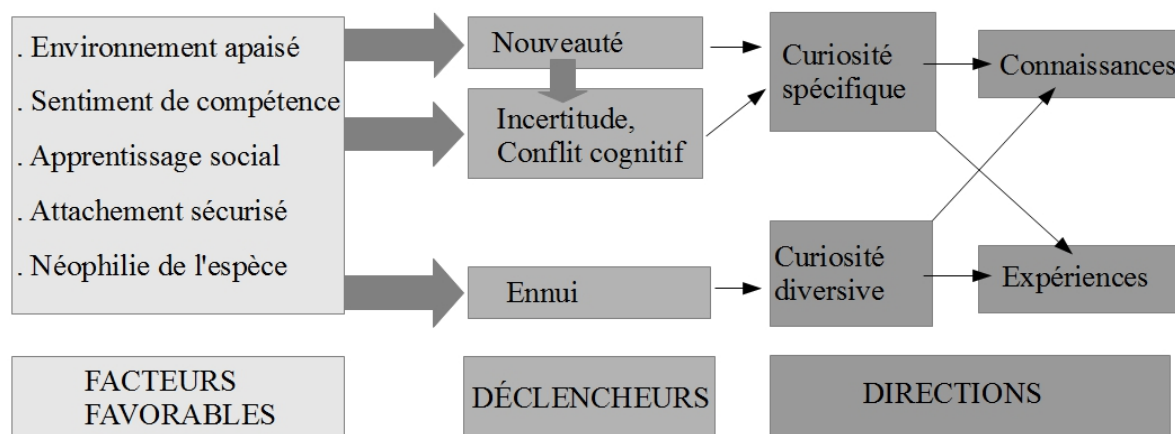 . Environnement apaisé
. Sentiment de compétence
. Apprentissage social
. Attachement sécurisé
. Néophilie de l'espèce
Nouveauté
Incertitude,
Conflit cognitif
Ennui
Curiosité
spécifique
Curiosité
diversive
Connaissances
Expériences
FACTEURS
FAVORABLES
DÉCLENCHEURS
DIRECTIONS